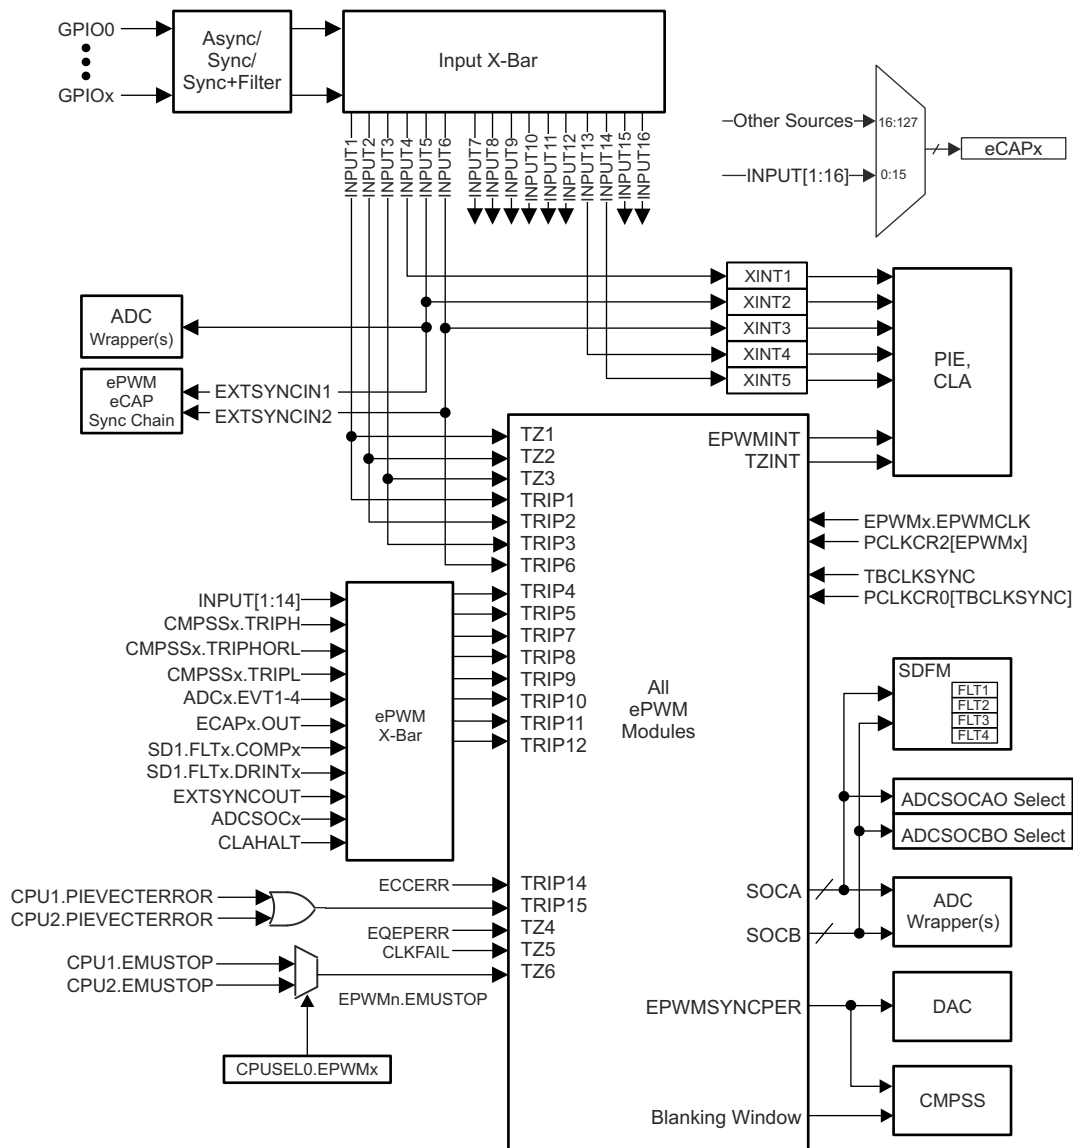 GPIO0
GPIOx
Async/
Sync/
Sync+Filter
Input X-Bar
INPUT1
INPUT2
INPUT3
INPUT4
INPUT5
INPUT6
INPUT7
INPUT8
INPUT9
INPUT10
INPUT11
INPUT12
INPUT13
INPUT14
INPUT15
INPUT16
Other Sources
16:127
INPUT[1:16]
0:15
eCAPx
XINT1
XINT2
XINT3
XINT4
XINT5
PIE,
CLA
ADC
Wrapper(s)
ePWM
eCAP
Sync Chain
EXTSYNCIN1
EXTSYNCIN2
TZ1
TZ2
TZ3
TRIP1
TRIP2
TRIP3
TRIP6
TRIP4
TRIP5
TRIP7
TRIP8
TRIP9
TRIP10
TRIP11
TRIP12
TRIP14
TRIP15
TZ4
TZ5
TZ6
All
ePWM
Modules
EPWMINT
TZINT
EPWMx.EPWMCLK
PCLKCR2[EPWMx]
TBCLKSYNC
PCLKCR0[TBCLKSYNC]
INPUT[1:14]
CMPSSx.TRIPH
CMPSSx.TRIPHORL
CMPSSx.TRIPL
ADCx.EVT1-4
ECAPx.OUT
SD1.FLTx.COMPx
SD1.FLTx.DRINTx
EXTSYNCOUT
ADCSOCx
CLAHALT
ePWM
X-Bar
SDFM
FLT1
FLT2
FLT3
FLT4
ADCSOCAO Select
ADCSOCBO Select
SOCA
SOCB
ADC
Wrapper(s)
CPU1.PIEVECTERROR
CPU2.PIEVECTERROR
ECCERR
EQEPERR
CLKFAIL
CPU1.EMUSTOP
CPU2.EMUSTOP
EPWMn.EMUSTOP
CPUSEL0.EPWMx
EPWMSYNCPER
DAC
CMPSS
Blanking Window